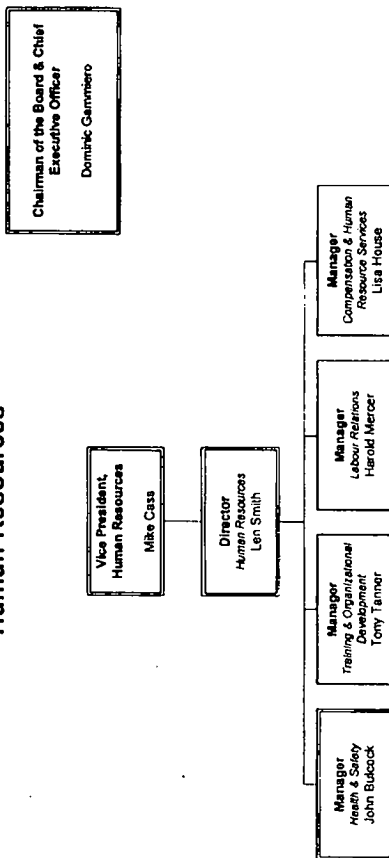 Human Resources
Chairman of the Board & Chief
Executive Officer
Dominic Gammiero
Vice President,
Human Resources
Mike Cass
Director
Human Resources
Len Smith
Manager
Health & Safety
John Bulcock
Manager
Training & Organizational
Development
Tony Tanner
Manager
Labour Relations
Harold Mercer
Manager
Compensation & Human
Resource Services
Lisa House